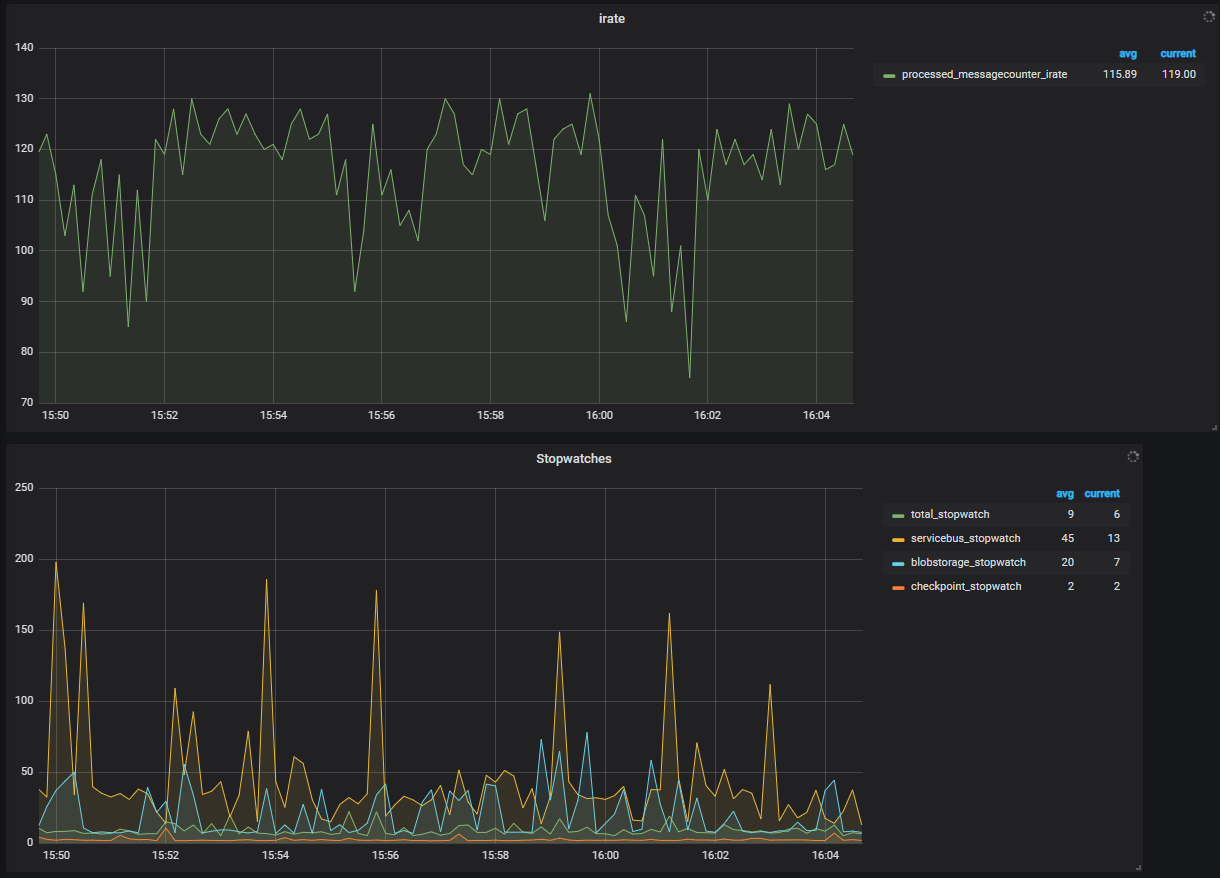 irate
140
130
120
110
100
90
80
70
15:50 15:52 15:54 15:56 15:58 16:00 16:02 16:04
avg current
processed_messagecounter_irate 115.89 119.00
Stopwatches
250
200
150
100
50
0
15:50 15:52 15:54 15:56 15:58 16:00 16:02 16:04
avg current
total_stopwatch 9 6
servicebus_stopwatch 45 13
blobstorage_stopwatch 20 7
checkpoint_stopwatch 2 2